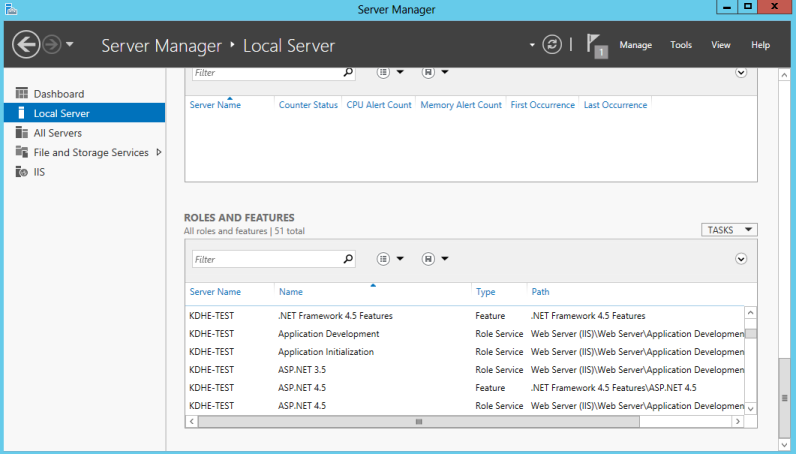 Server Manager
Server Manager • Local Server
1
Manage Tools View Help
Dashboard
Local Server
All Servers
File and Storage Services
IIS
Filter
Server Name Counter Status CPU Alert Count Memory Alert Count First Occurrence Last Occurrence
ROLES AND FEATURES
All roles and features | 51 total
TASKS
Filter
Server Name Name Type Path
KDHE-TEST .NET Framework 4.5 Features Feature .NET Framework 4.5 Features
KDHE-TEST Application Development Role Service Web Server (IIS)\Web Server\Application Developmen
KDHE-TEST Application Initialization Role Service Web Server (IIS)\Web Server\Application Developmen
KDHE-TEST ASP.NET 3.5 Role Service Web Server (IIS)\Web Server\Application Developmen
KDHE-TEST ASP.NET 4.5 Feature .NET Framework 4.5 Features\ASP.NET 4.5
KDHE-TEST ASP.NET 4.5 Role Service Web Server (IIS)\Web Server\Application Developmen